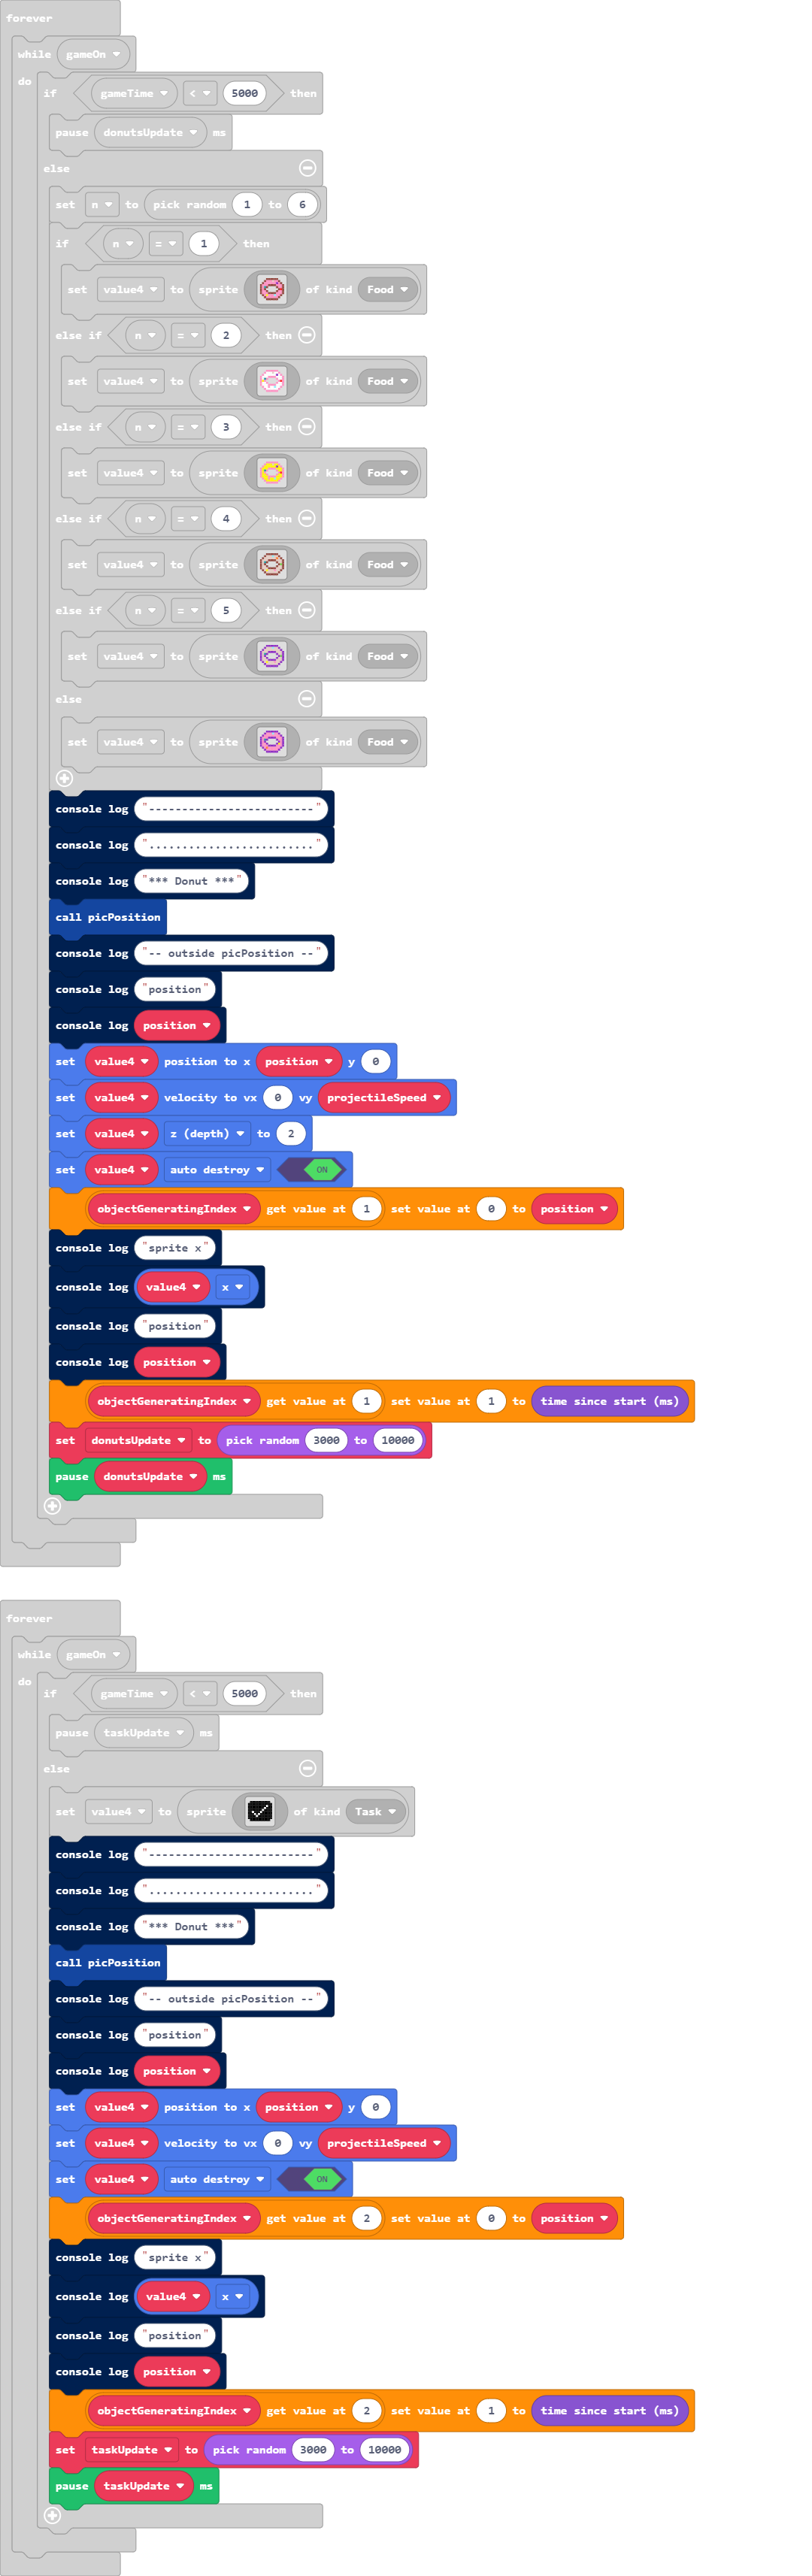 forever
while gameOn
do if gameTime < 5000 then
pause donutsUpdate ms
else
set n to pick random 1 to 6
if n = 1 then
set value4 to sprite of kind Food
else if n = 2 then
set value4 to sprite of kind Food
else if n = 3 then
set value4 to sprite of kind Food
else if n = 4 then
set value4 to sprite of kind Food
else if n = 5 then
set value4 to sprite of kind Food
else
set value4 to sprite of kind Food
console log "-------------------------"
console log "........................."
console log "*** Donut ***"
call picPosition
console log "-- outside picPosition --"
console log "position"
console log position
set value4 position to x position y 0
set value4 velocity to vx 0 vy projectileSpeed
set value4 z (depth) to 2
set value4 auto destroy ON
objectGeneratingIndex get value at 1 set value at 0 to position
console log "sprite x"
console log value4 x
console log "position"
console log position
objectGeneratingIndex get value at 1 set value at 1 to time since start (ms)
set donutsUpdate to pick random 3000 to 10000
pause donutsUpdate ms
forever
while gameOn
do if gameTime < 5000 then
pause taskUpdate ms
else
set value4 to sprite of kind Task
console log "-------------------------"
console log "........................."
console log "*** Donut ***"
call picPosition
console log "-- outside picPosition --"
console log "position"
console log position
set value4 position to x position y 0
set value4 velocity to vx 0 vy projectileSpeed
set value4 auto destroy ON
objectGeneratingIndex get value at 2 set value at 0 to position
console log "sprite x"
console log value4 x
console log "position"
console log position
objectGeneratingIndex get value at 2 set value at 1 to time since start (ms)
set taskUpdate to pick random 3000 to 10000
pause taskUpdate ms